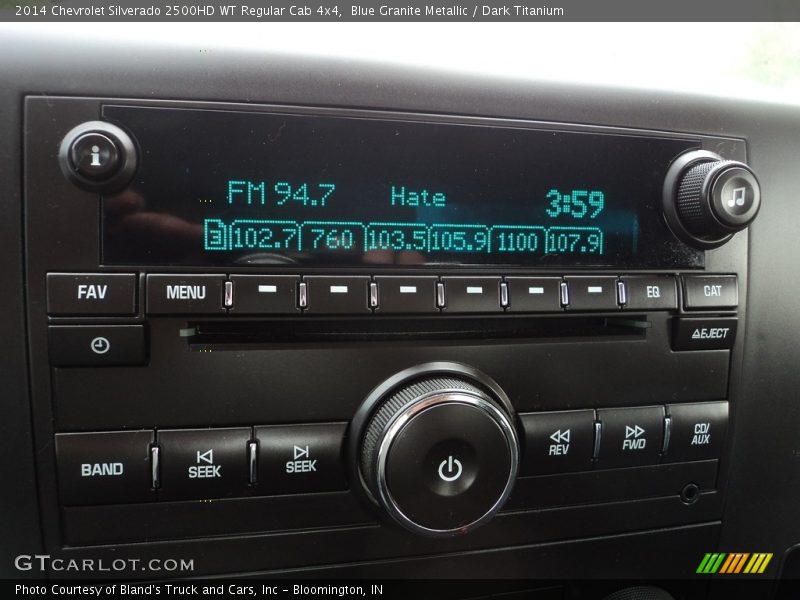 2014 Chevrolet Silverado 2500HD WT Regular Cab 4x4, Blue Granite Metallic / Dark Titanium
i
FM 94.7 Hate 3:59
3 102.7 760 103.5 105.9 1100 107.9
FAV MENU EQ CAT
EJECT
BAND SEEK SEEK REV FWD CD/AUX
GTCARLOT.COM
Photo Courtesy of Bland's Truck and Cars, Inc - Bloomington, IN